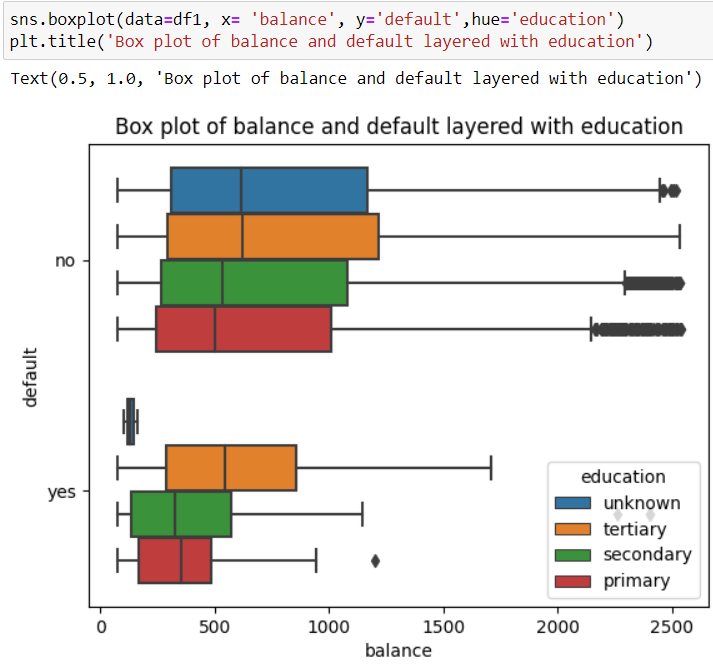 sns.boxplot(data=df1, x= 'balance', y='default',hue='education')
plt.title('Box plot of balance and default layered with education')
Text(0.5, 1.0, 'Box plot of balance and default layered with education')
Box plot of balance and default layered with education
no
default
yes
education
unknown
tertiary
secondary
primary
0 500 1000 1500 2000 2500
balance